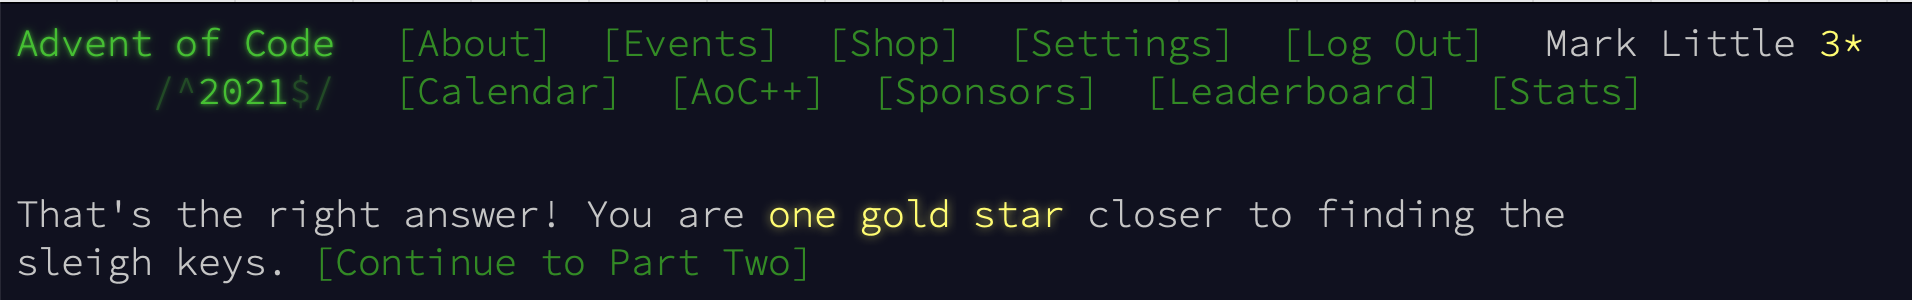 Advent of Code [About] [Events] [Shop] [Settings] [Log Out] Mark Little 3*
/^2021$/ [Calendar] [AoC++] [Sponsors] [Leaderboard] [Stats]
That's the right answer! You are one gold star closer to finding the
sleigh keys. [Continue to Part Two]